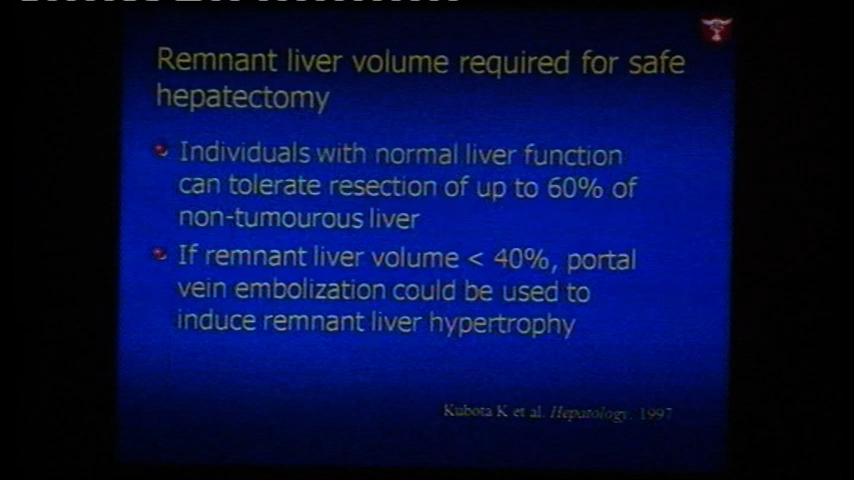 Remnant liver volume required for safe
hepatectomy
Individuals with normal liver function
can tolerate resection of up to 60% of
non-tumourous liver
If remnant liver volume < 40%, portal
vein embolization could be used to
induce remnant liver hypertrophy
Kubota K et al. Hepatology. 1997